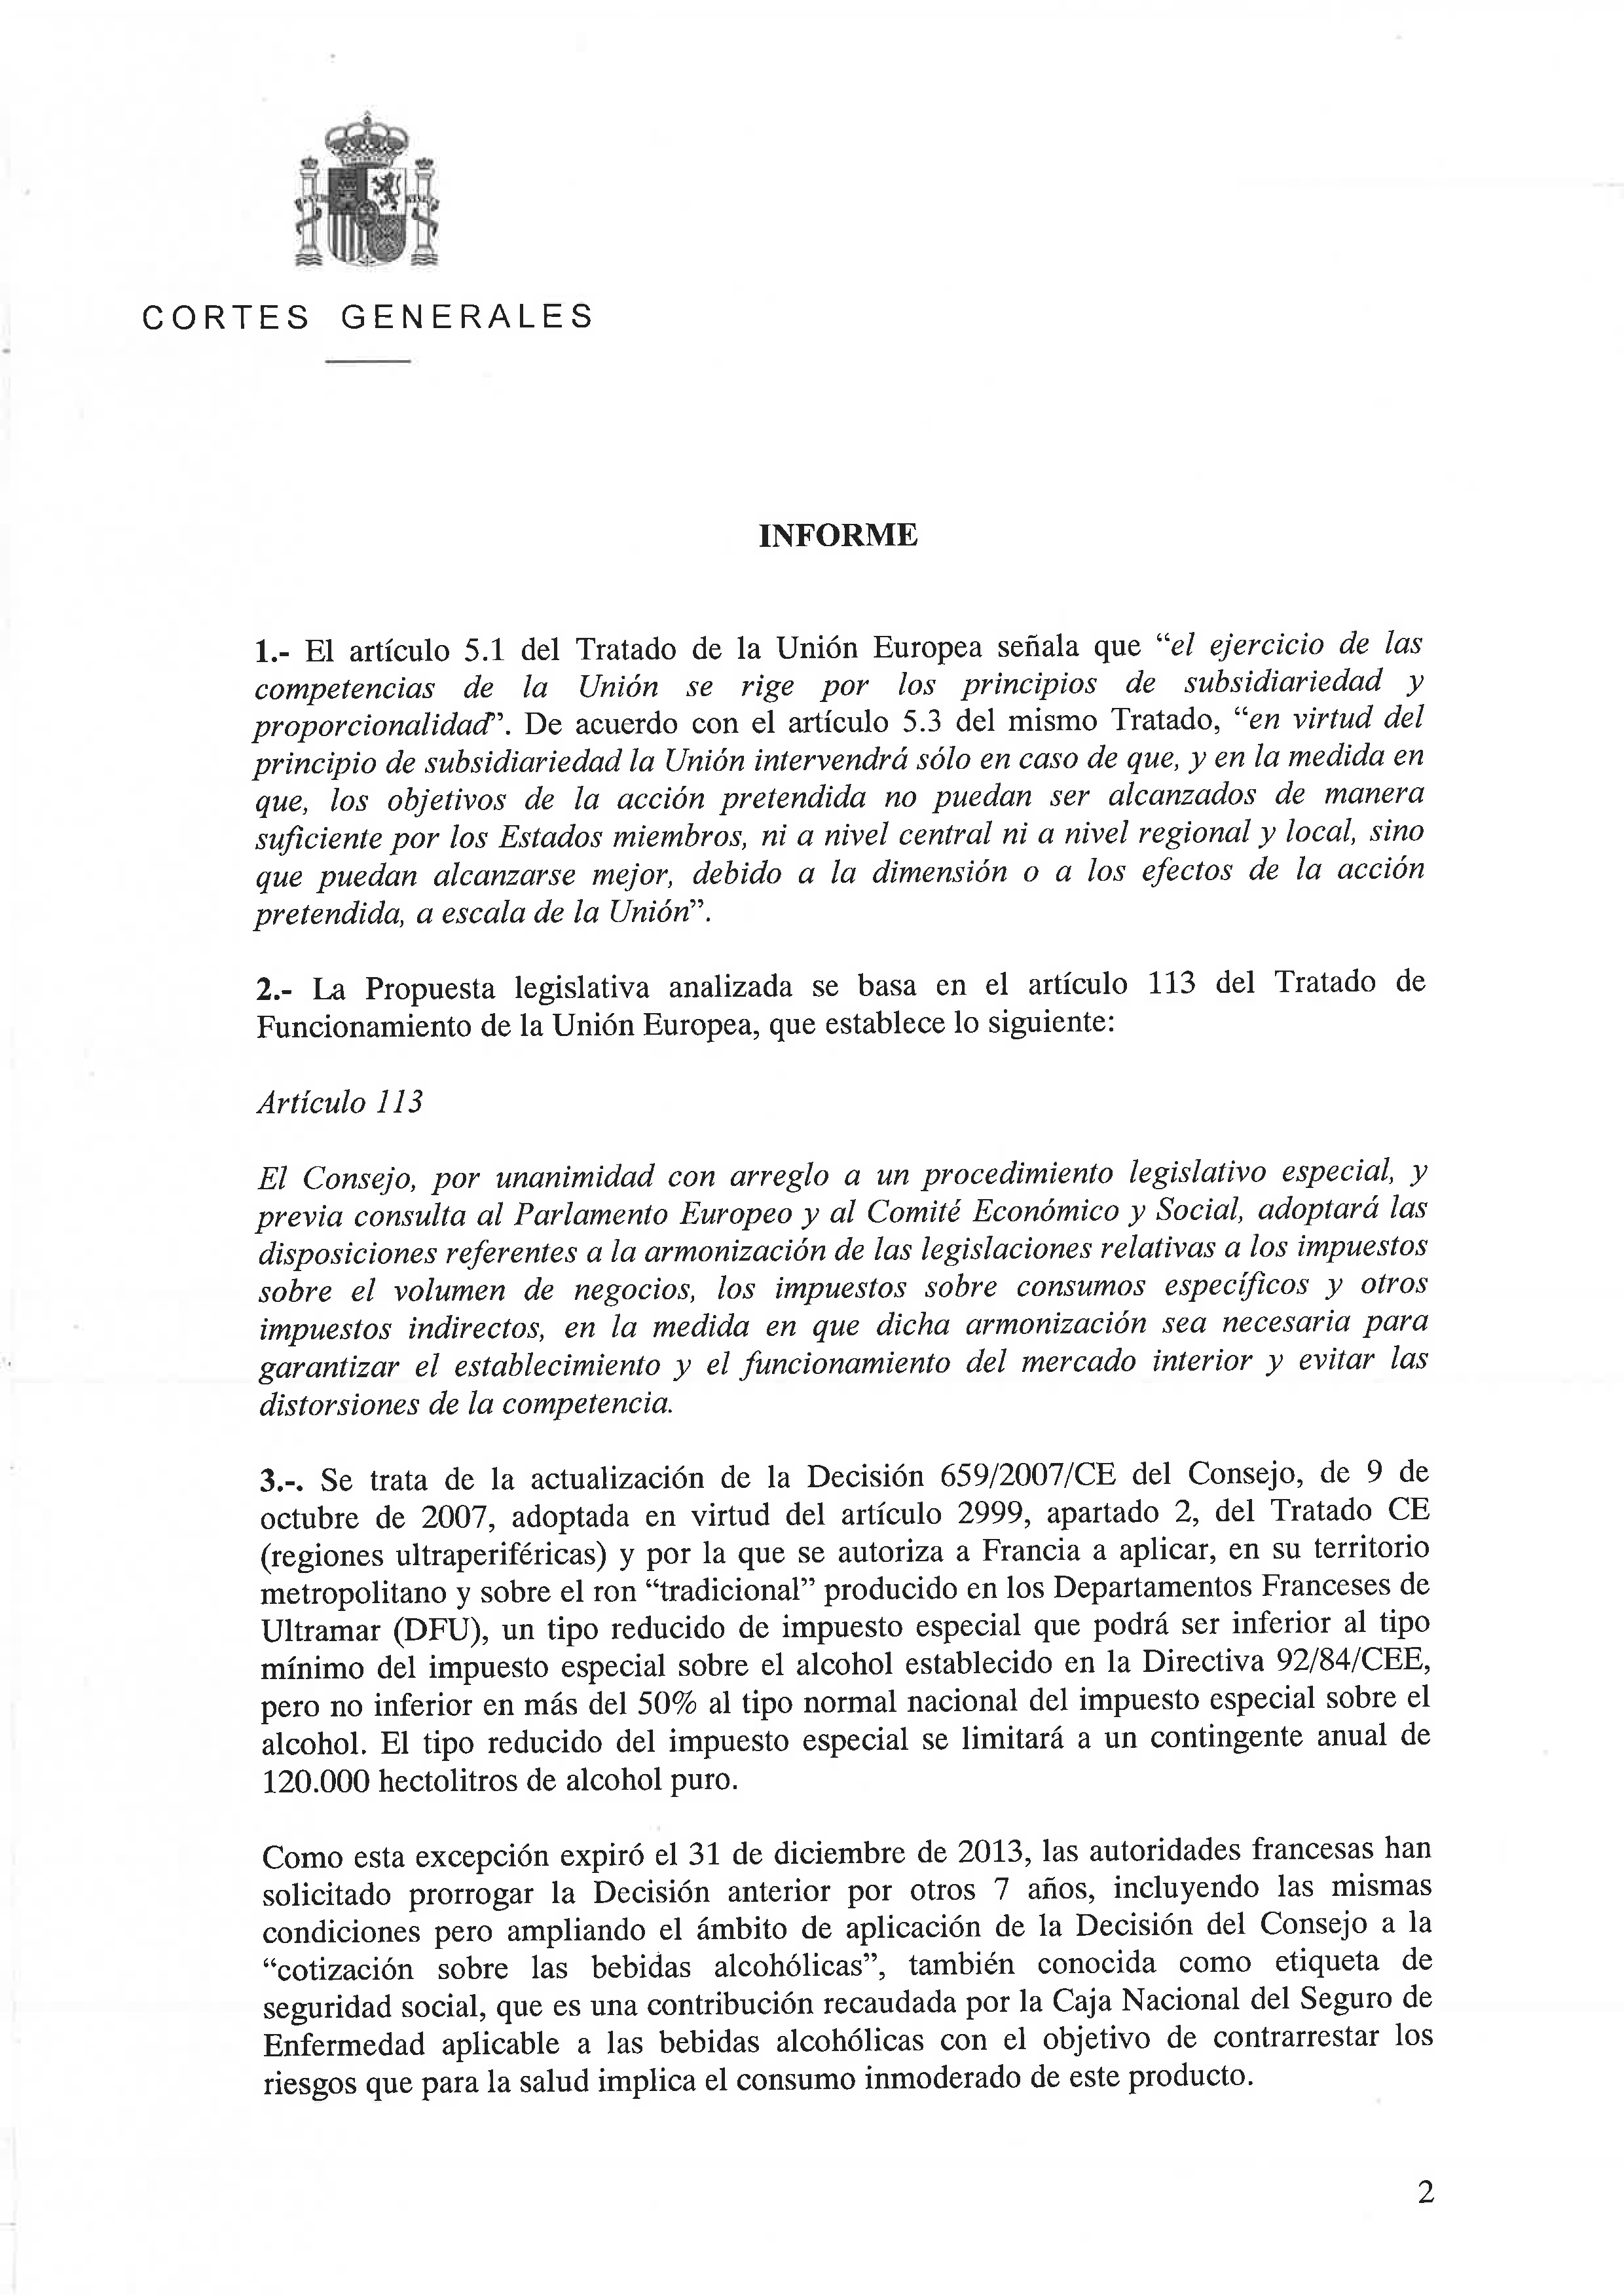 CORTES GENERALES
INFORME
1.- El artículo 5.1 del Tratado de la Unión Europea señala que “el ejercicio de las
competencias de la Unión se rige por los principios de subsidiariedad y
proporcionalidad”. De acuerdo con el artículo 5.3 del mismo Tratado, “en virtud del
principio de subsidiariedad la Unión intervendrá sólo en caso de que, y en la medida en
que, los objetivos de la acción pretendida no puedan ser alcanzados de manera
suficiente por los Estados miembros, ni a nivel central ni a nivel regional y local, sino
que puedan alcanzarse mejor, debido a la dimensión o a los efectos de la acción
pretendida, a escala de la Unión”.
2.- La Propuesta legislativa analizada se basa en el artículo 113 del Tratado de
Funcionamiento de la Unión Europea, que establece lo siguiente:
Artículo 113
El Consejo, por unanimidad con arreglo a un procedimiento legislativo especial, y
previa consulta al Parlamento Europeo y al Comité Económico y Social, adoptará las
disposiciones referentes a la armonización de las legislaciones relativas a los impuestos
sobre el volumen de negocios, los impuestos sobre consumos específicos y otros
impuestos indirectos, en la medida en que dicha armonización sea necesaria para
garantizar el establecimiento y el funcionamiento del mercado interior y evitar las
distorsiones de la competencia.
3.-. Se trata de la actualización de la Decisión 659/2007/CE del Consejo, de 9 de
octubre de 2007, adoptada en virtud del artículo 2999, apartado 2, del Tratado CE
(regiones ultraperiféricas) y por la que se autoriza a Francia a aplicar, en su territorio
metropolitano y sobre el ron “tradicional” producido en los Departamentos Franceses de
Ultramar (DFU), un tipo reducido de impuesto especial que podrá ser inferior al tipo
mínimo del impuesto especial sobre el alcohol establecido en la Directiva 92/84/CEE,
pero no inferior en más del 50% al tipo normal nacional del impuesto especial sobre el
alcohol. El tipo reducido del impuesto especial se limitará a un contingente anual de
120.000 hectolitros de alcohol puro.
Como esta excepción expiró el 31 de diciembre de 2013, las autoridades francesas han
solicitado prorrogar la Decisión anterior por otros 7 años, incluyendo las mismas
condiciones pero ampliando el ámbito de aplicación de la Decisión del Consejo a la
“cotización sobre las bebidas alcohólicas”, también conocida como etiqueta de
seguridad social, que es una contribución recaudada por la Caja Nacional del Seguro de
Enfermedad aplicable a las bebidas alcohólicas con el objetivo de contrarrestar los
riesgos que para la salud implica el consumo inmoderado de este producto.
2